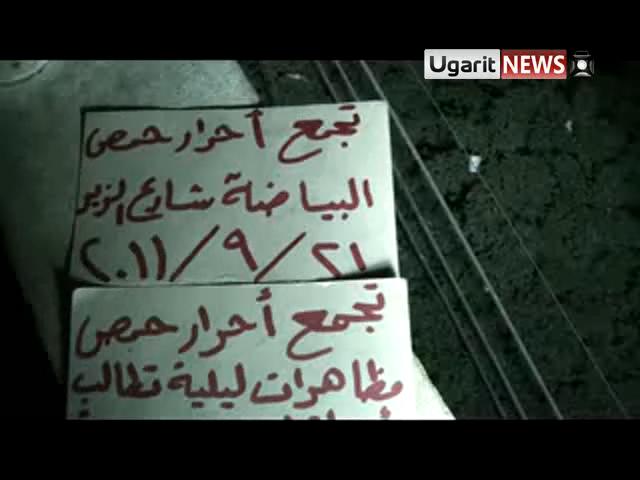 Ugarit NEWS
تجمع أحرار حمص
البياضة شارع الزير
٢٠١١/٩/٢١
تجمع أحرار حمص
مظاهرات ليلية تطالب